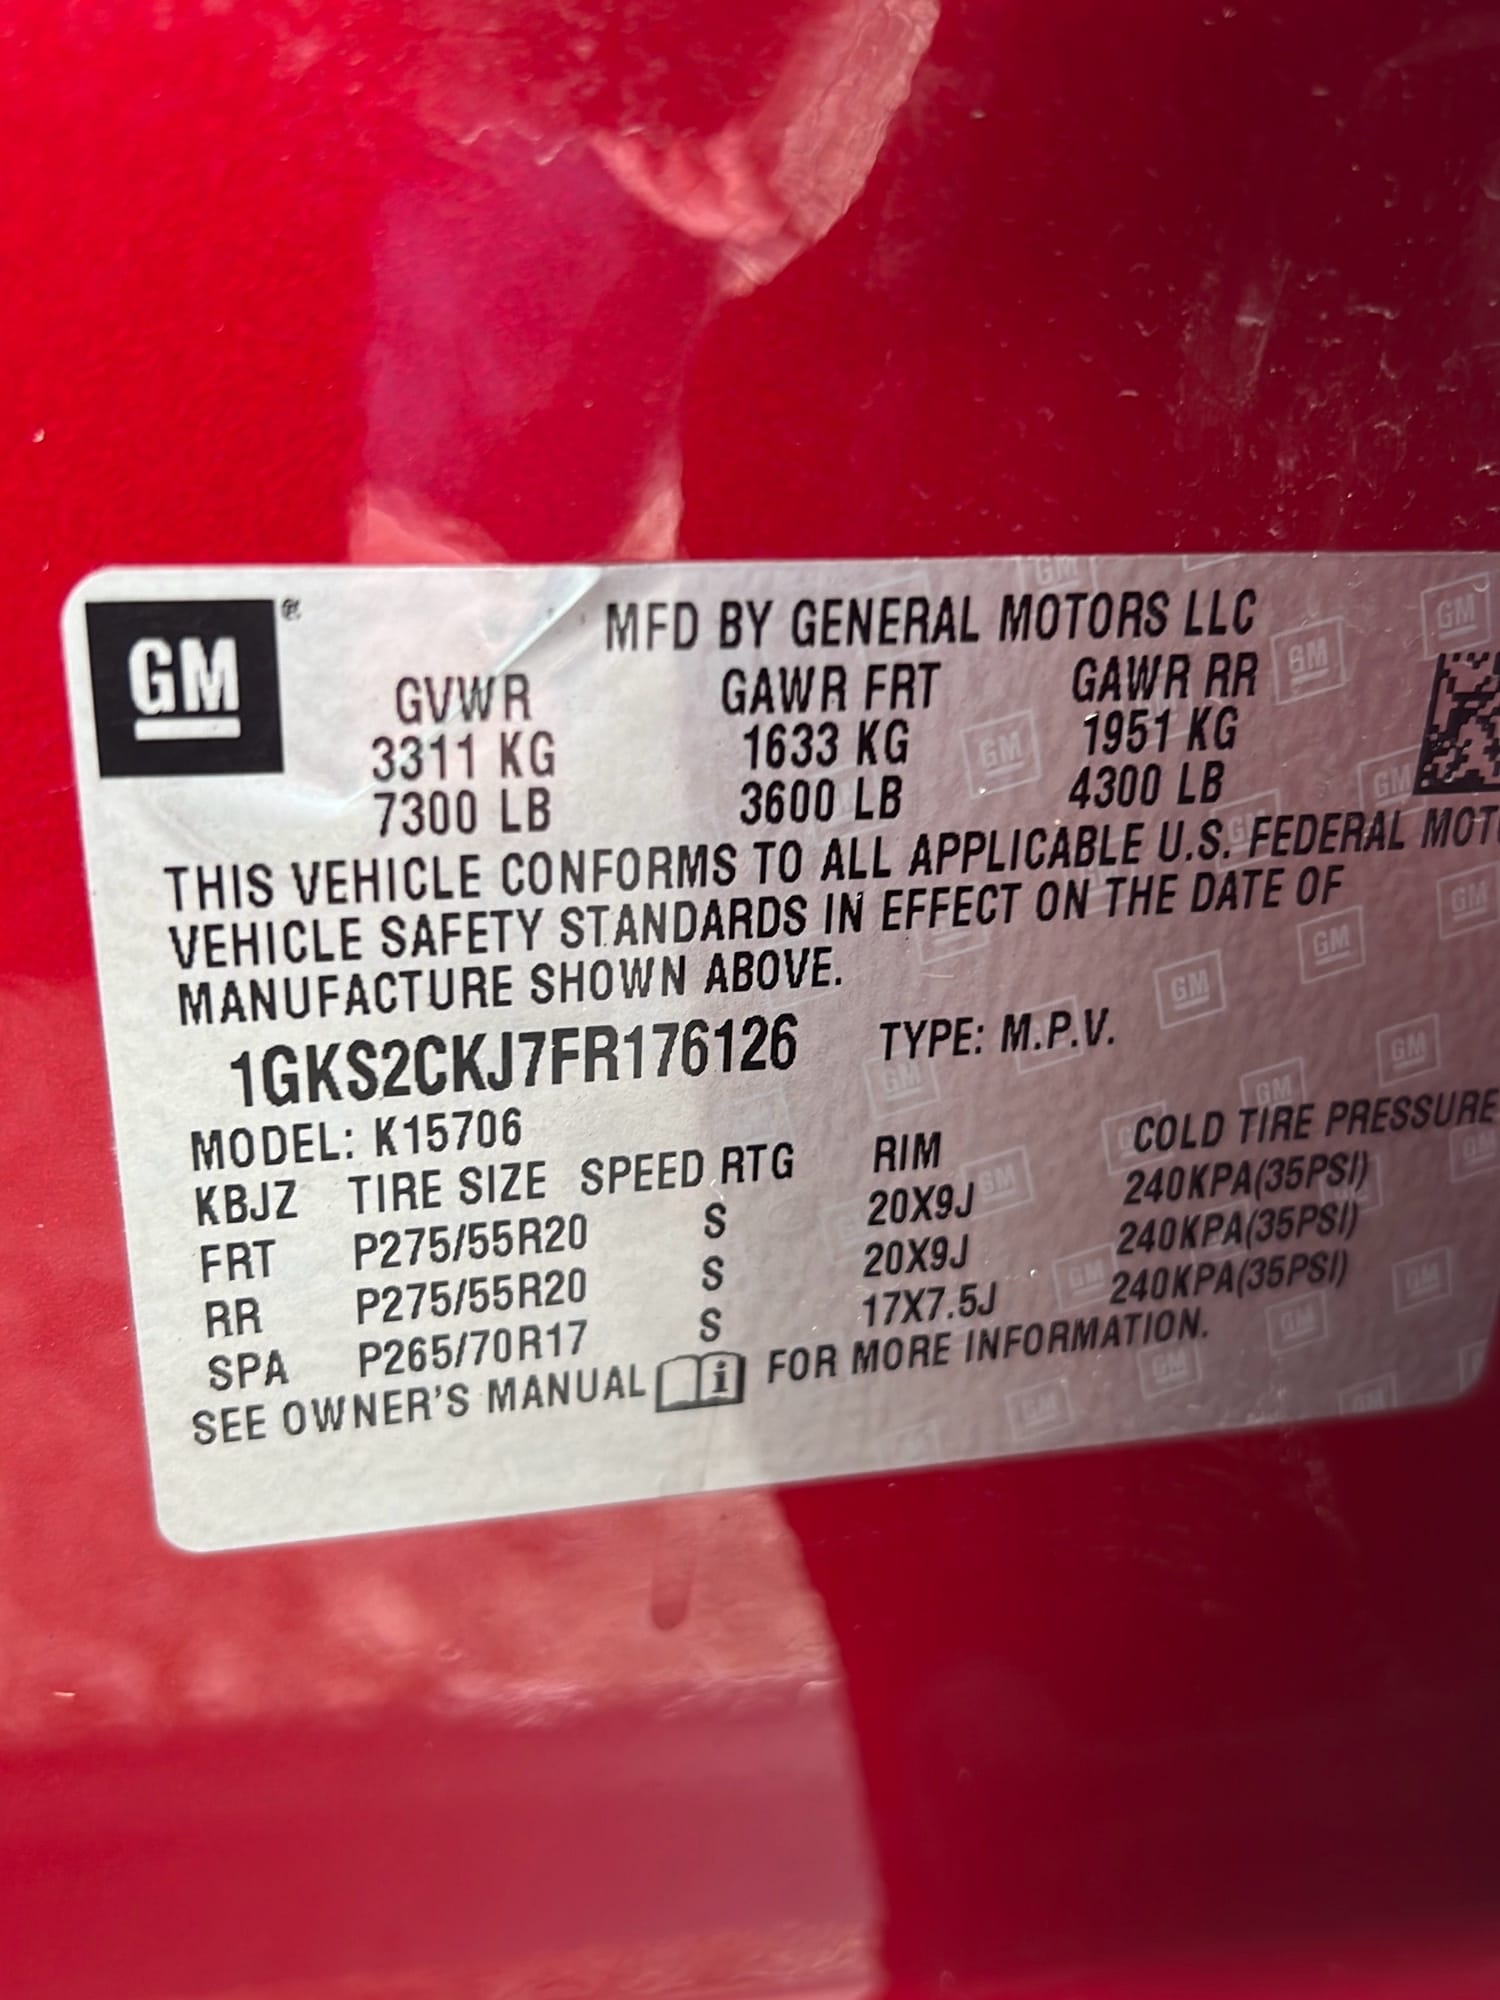 GM ®
MFD BY GENERAL MOTORS LLC
GVWR GAWR FRT GAWR RR
3311 KG 1633 KG 1951 KG
7300 LB 3600 LB 4300 LB
THIS VEHICLE CONFORMS TO ALL APPLICABLE U.S. FEDERAL MOT
VEHICLE SAFETY STANDARDS IN EFFECT ON THE DATE OF
MANUFACTURE SHOWN ABOVE.
1GKS2CKJ7FR176126 TYPE: M.P.V.
MODEL: K15706
KBJZ TIRE SIZE SPEED RTG RIM COLD TIRE PRESSURE
FRT P275/55R20 S 20X9J 240KPA(35PSI)
RR P275/55R20 S 20X9J 240KPA(35PSI)
SPA P265/70R17 S 17X7.5J 240KPA(35PSI)
SEE OWNER'S MANUAL i FOR MORE INFORMATION.